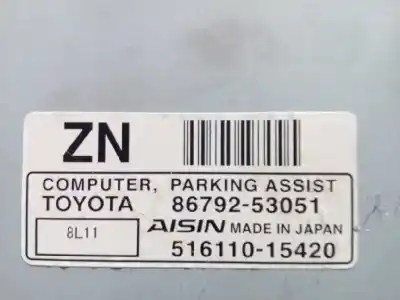 ZN
COMPUTER, PARKING ASSIST
TOYOTA 86792-53051
8L11 AISIN MADE IN JAPAN
516110-15420